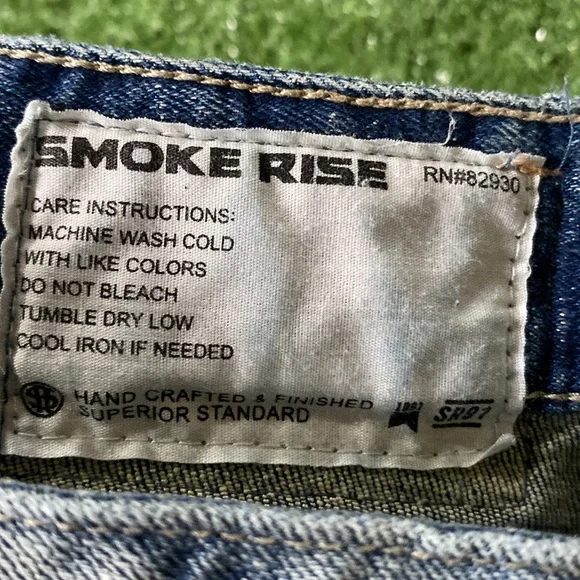 SMOKE RISE
RN#82930
CARE INSTRUCTIONS:
MACHINE WASH COLD
WITH LIKE COLORS
DO NOT BLEACH
TUMBLE DRY LOW
COOL IRON IF NEEDED
HAND CRAFTED & FINISHED
SUPERIOR STANDARD
1997
SR97